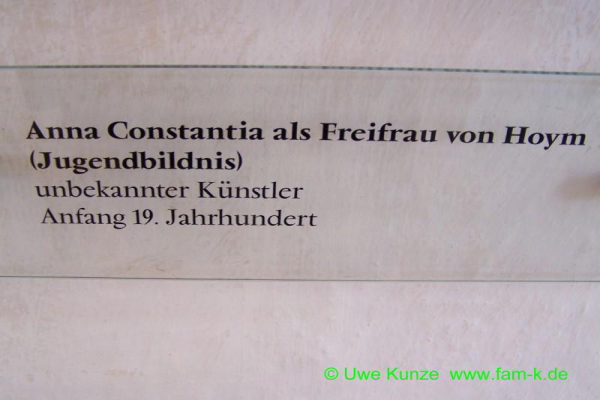 Anna Constantia als Freifrau von Hoym
(Jugendbildnis)
unbekannter Künstler
Anfang 19. Jahrhundert
© Uwe Kunze www.fam-k.de